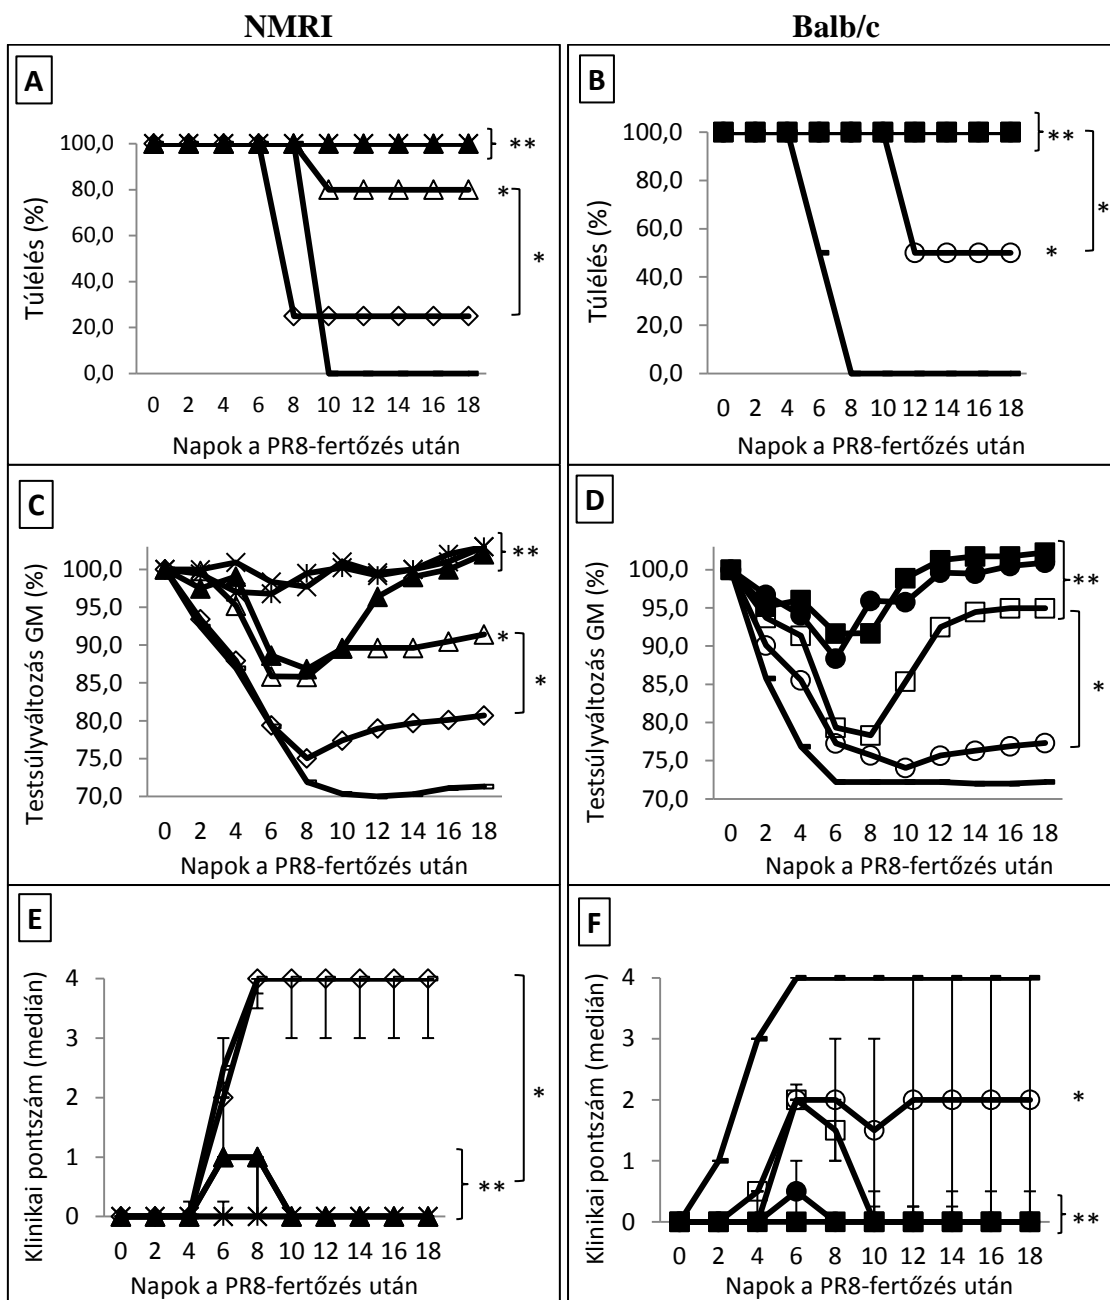 NMRI
Balb/c
A
100,0
80,0
60,0
40,0
20,0
0,0
Túlélés (%)
0 2 4 6 8 10 12 14 16 18
Napok a PR8-fertőzés után
**
*
*
B
100,0
80,0
60,0
40,0
20,0
0,0
Túlélés (%)
0 2 4 6 8 10 12 14 16 18
Napok a PR8-fertőzés után
**
*
*
C
100,0
95,0
90,0
85,0
80,0
75,0
70,0
Testsúlyváltozás GM (%)
0 2 4 6 8 10 12 14 16 18
Napok a PR8-fertőzés után
**
*
*
D
100,0
95,0
90,0
85,0
80,0
75,0
70,0
Testsúlyváltozás GM (%)
0 2 4 6 8 10 12 14 16 18
Napok a PR8-fertőzés után
**
*
E
4
3
2
1
0
Klinikai pontszám (medián)
0 2 4 6 8 10 12 14 16 18
Napok a PR8-fertőzés után
*
**
F
4
3
2
1
0
Klinikai pontszám (medián)
0 2 4 6 8 10 12 14 16 18
Napok a PR8-fertőzés után
*
**